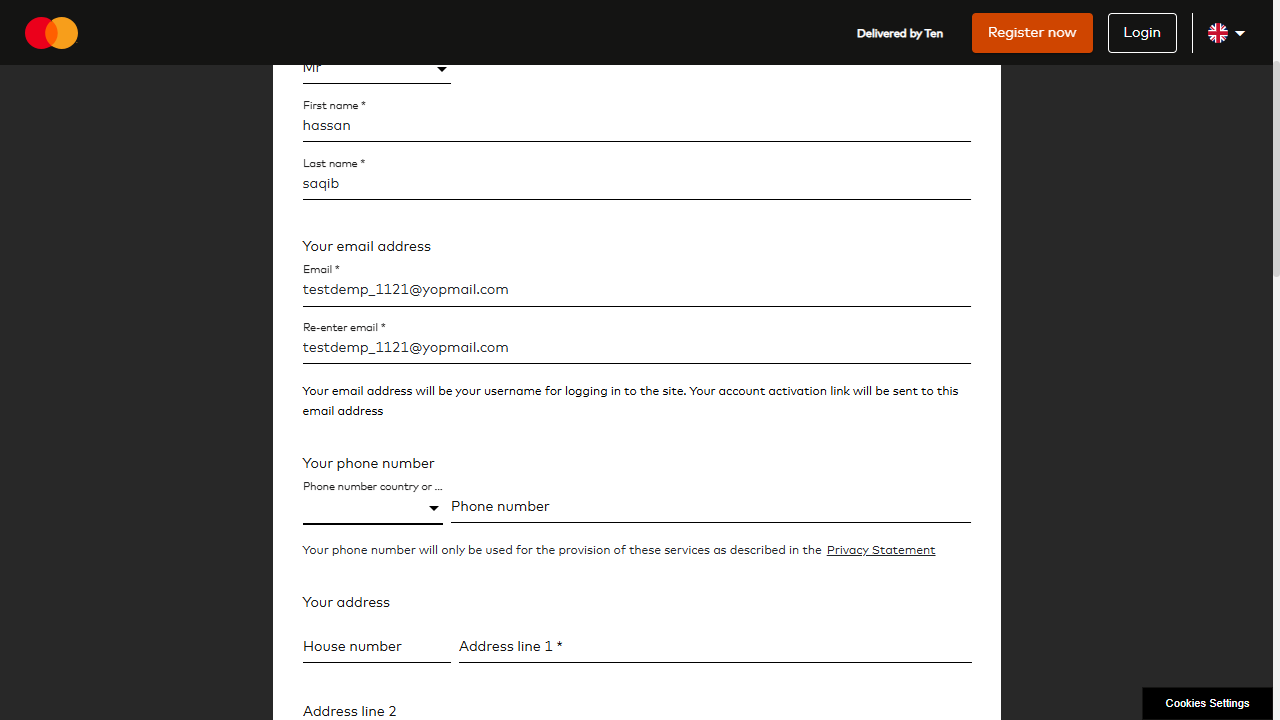 Delivered by Ten
Register now
Login
Mr
First name *
hassan
Last name *
saqib
Your email address
Email *
testdemp_1121@yopmail.com
Re-enter email *
testdemp_1121@yopmail.com
Your email address will be your username for logging in to the site. Your account activation link will be sent to this
email address
Your phone number
Phone number country or ...
Phone number
Your phone number will only be used for the provision of these services as described in the Privacy Statement
Your address
House number
Address line 1 *
Address line 2
Cookies Settings